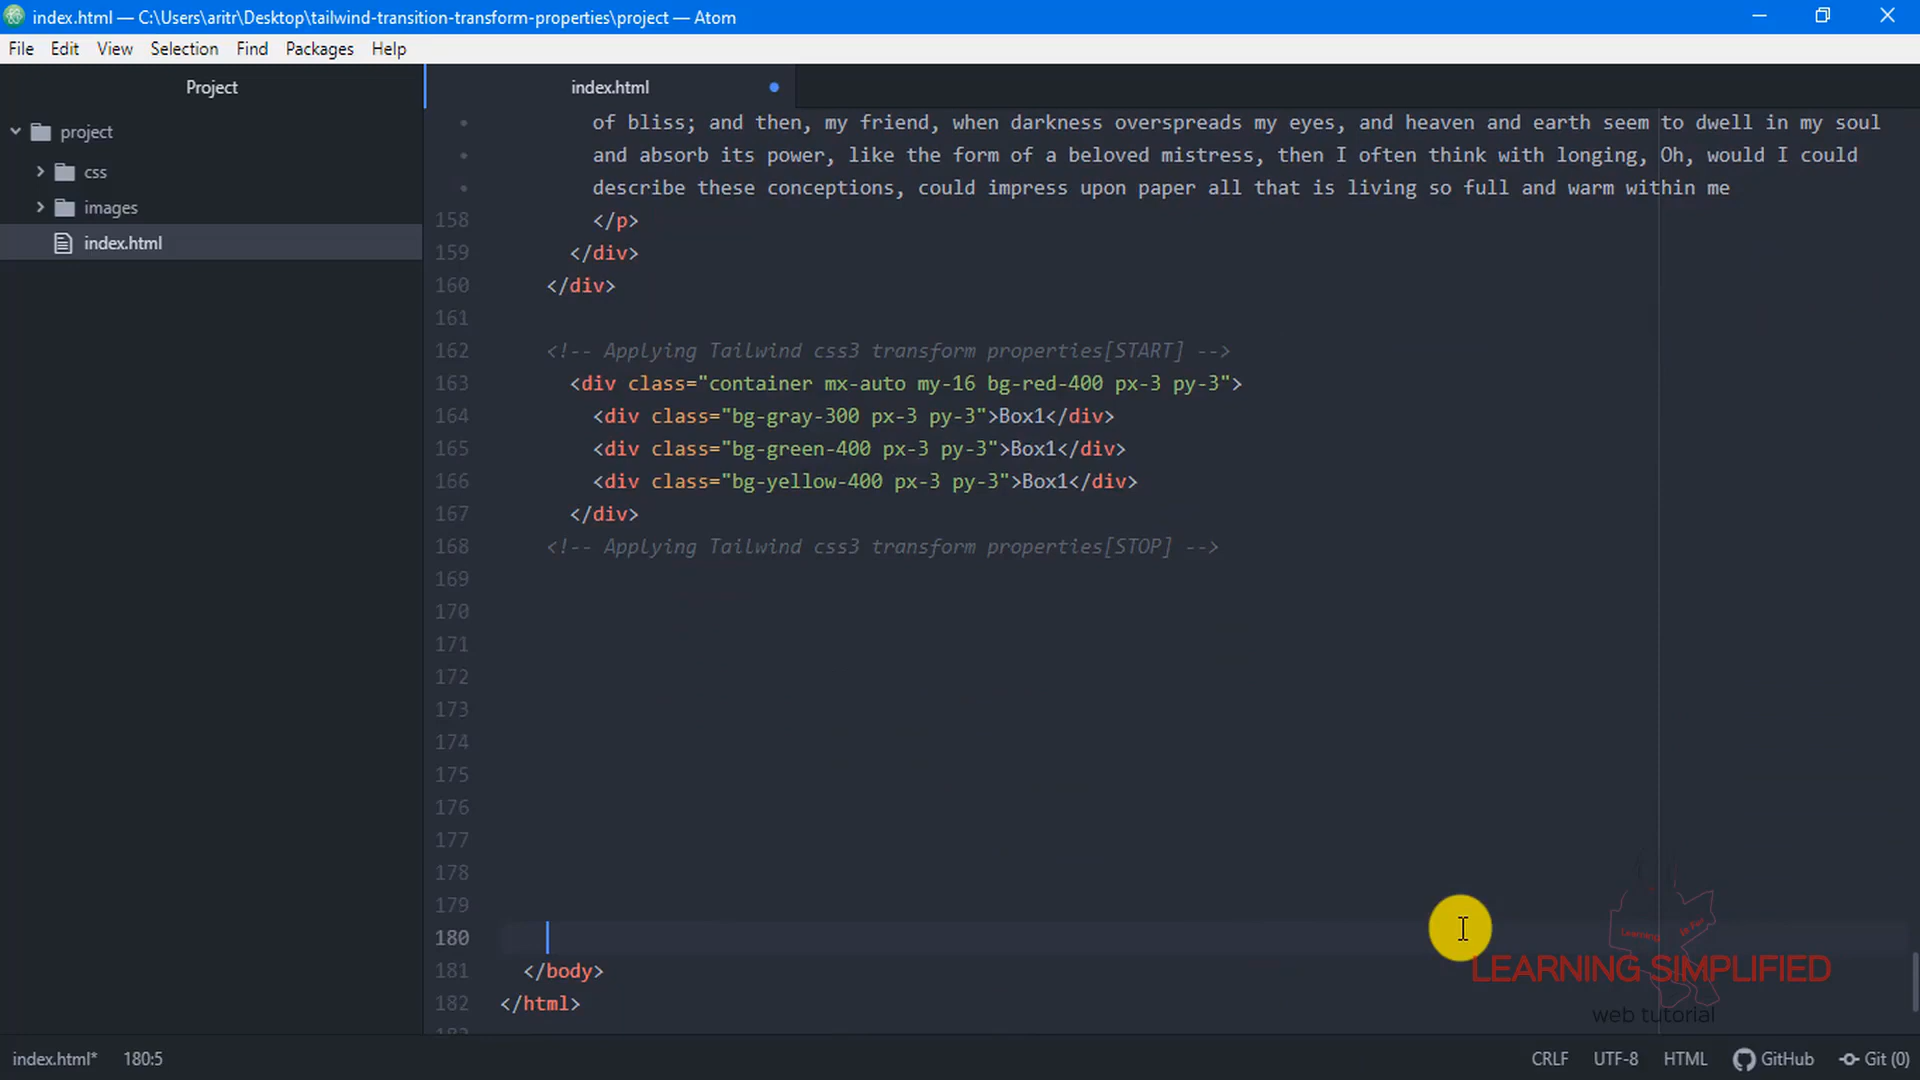 index.html — C:\Users\aritr\Desktop\tailwind-transition-transform-properties\project — Atom
File Edit View Selection Find Packages Help
Project
index.html
project
css
images
index.html
of bliss; and then, my friend, when darkness overspreads my eyes, and heaven and earth seem to dwell in my soul
and absorb its power, like the form of a beloved mistress, then I often think with longing, Oh, would I could
describe these conceptions, could impress upon paper all that is living so full and warm within me
158 </p>
159 </div>
160 </div>
161
162 <!-- Applying Tailwind css3 transform properties[START] -->
163 <div class="container mx-auto my-16 bg-red-400 px-3 py-3">
164 <div class="bg-gray-300 px-3 py-3">Box1</div>
165 <div class="bg-green-400 px-3 py-3">Box1</div>
166 <div class="bg-yellow-400 px-3 py-3">Box1</div>
167 </div>
168 <!-- Applying Tailwind css3 transform properties[STOP] -->
169
170
171
172
173
174
175
176
177
178
179
180
181 </body>
182 </html>
Learning is Fun
LEARNING SIMPLIFIED
web tutorial
index.html* 180:5
CRLF UTF-8 HTML GitHub Git (0)